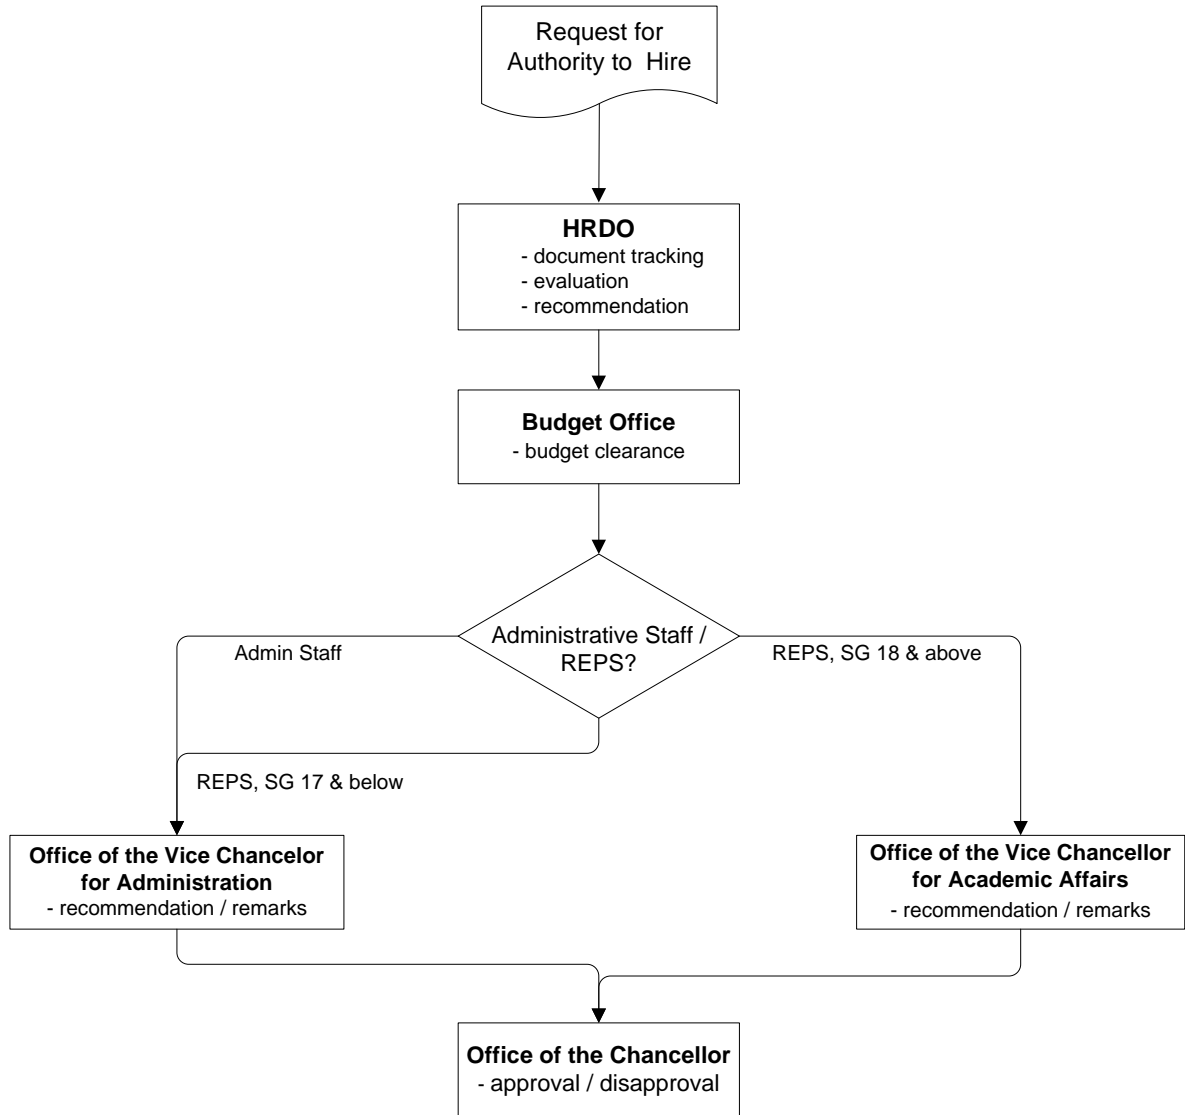 Request for
Authority to Hire
HRDO
- document tracking
- evaluation
- recommendation
Budget Office
- budget clearance
Administrative Staff /
REPS?
Admin Staff
REPS, SG 18 & above
REPS, SG 17 & below
Office of the Vice Chancelor
for Administration
- recommendation / remarks
Office of the Vice Chancellor
for Academic Affairs
- recommendation / remarks
Office of the Chancellor
- approval / disapproval